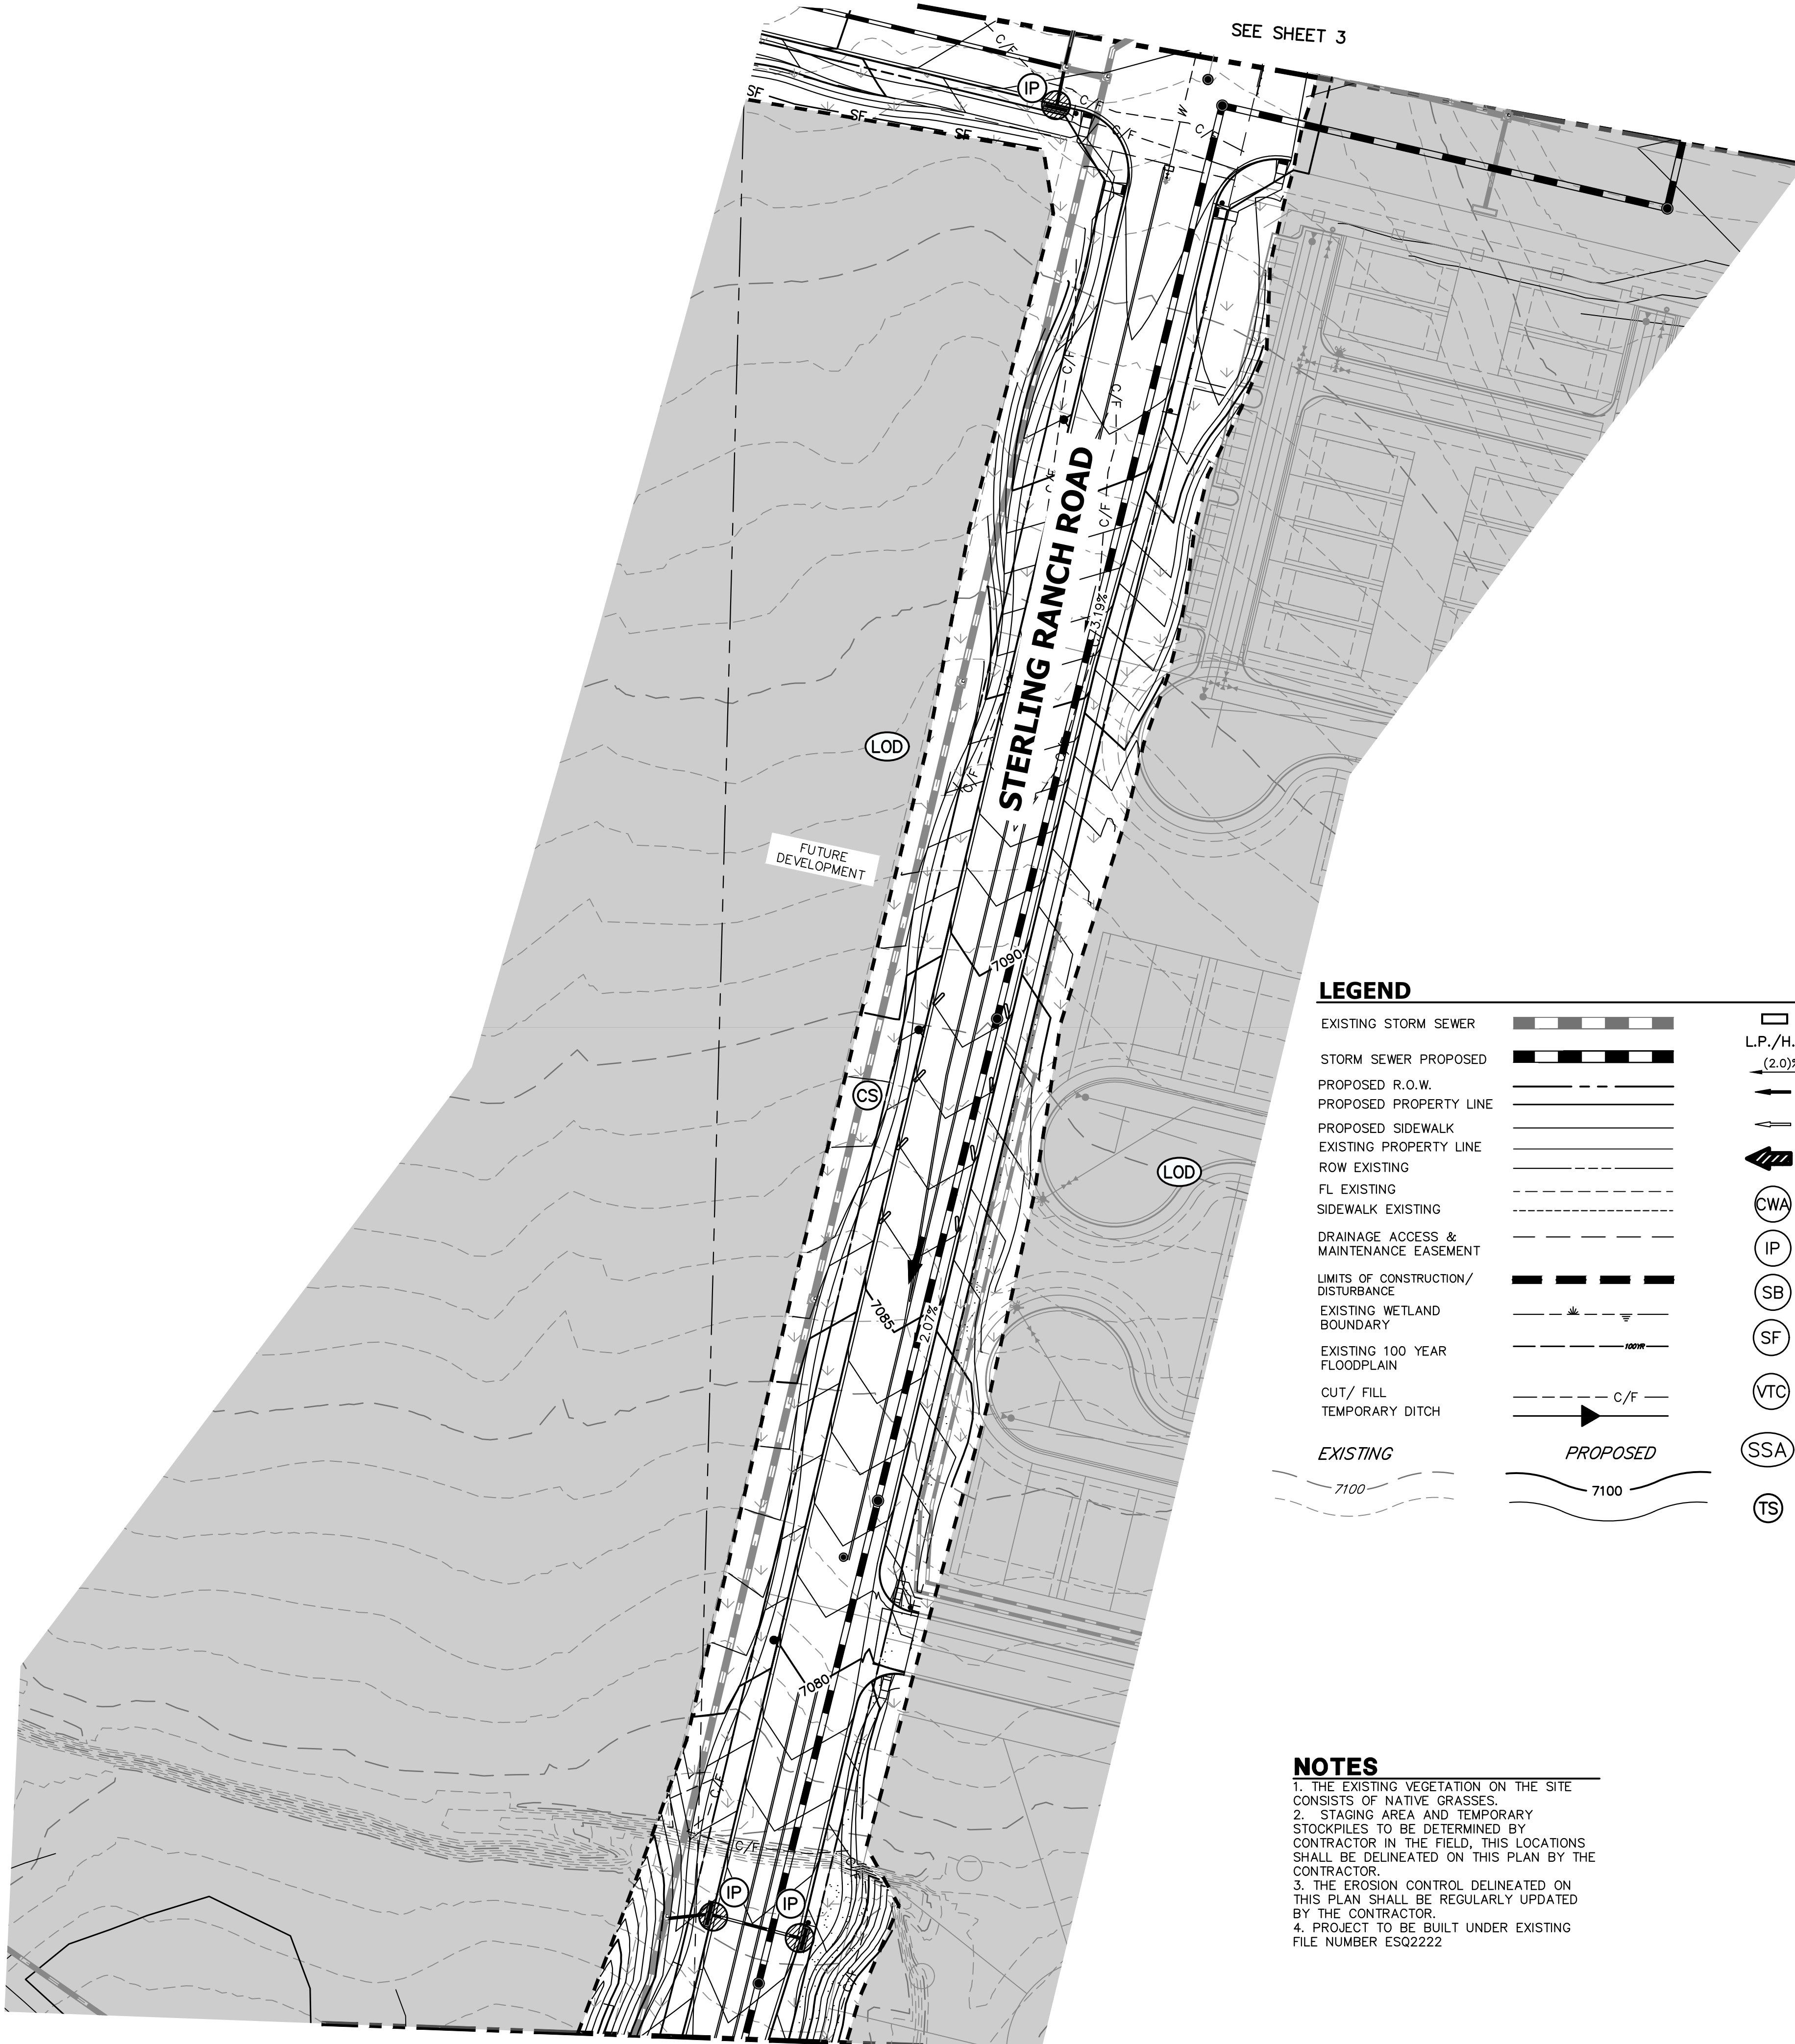 SEE SHEET 3
C/F
IP
C/F
C/F
C/F
W
SF
SF
SF
C/F
C/F
C/F
C/F
STERLING RANCH ROAD
3.19%
LOD
C/F
FUTURE
DEVELOPMENT
7090
CS
LOD
7085
2.07%
7080
C/F
C/F
IP
IP
C/F
LEGEND
EXISTING STORM SEWER
STORM SEWER PROPOSED
PROPOSED R.O.W.
PROPOSED PROPERTY LINE
PROPOSED SIDEWALK
EXISTING PROPERTY LINE
ROW EXISTING
FL EXISTING
SIDEWALK EXISTING
DRAINAGE ACCESS &
MAINTENANCE EASEMENT
LIMITS OF CONSTRUCTION/
DISTURBANCE
EXISTING WETLAND
BOUNDARY
EXISTING 100 YEAR
FLOODPLAIN
100YR
CUT/ FILL
C/F
TEMPORARY DITCH
EXISTING
PROPOSED
7100
7100
L.P./H.
(2.0)%
CWA
IP
SB
SF
VTC
SSA
TS
NOTES
1. THE EXISTING VEGETATION ON THE SITE
CONSISTS OF NATIVE GRASSES.
2. STAGING AREA AND TEMPORARY
STOCKPILES TO BE DETERMINED BY
CONTRACTOR IN THE FIELD, THIS LOCATIONS
SHALL BE DELINEATED ON THIS PLAN BY THE
CONTRACTOR.
3. THE EROSION CONTROL DELINEATED ON
THIS PLAN SHALL BE REGULARLY UPDATED
BY THE CONTRACTOR.
4. PROJECT TO BE BUILT UNDER EXISTING
FILE NUMBER ESQ2222